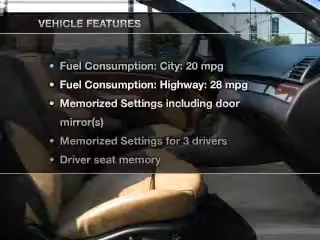 VEHICLE FEATURES
• Fuel Consumption: City: 20 mpg
• Fuel Consumption: Highway: 28 mpg
• Memorized Settings including door
mirror(s)
• Memorized Settings for 3 drivers
• Driver seat memory